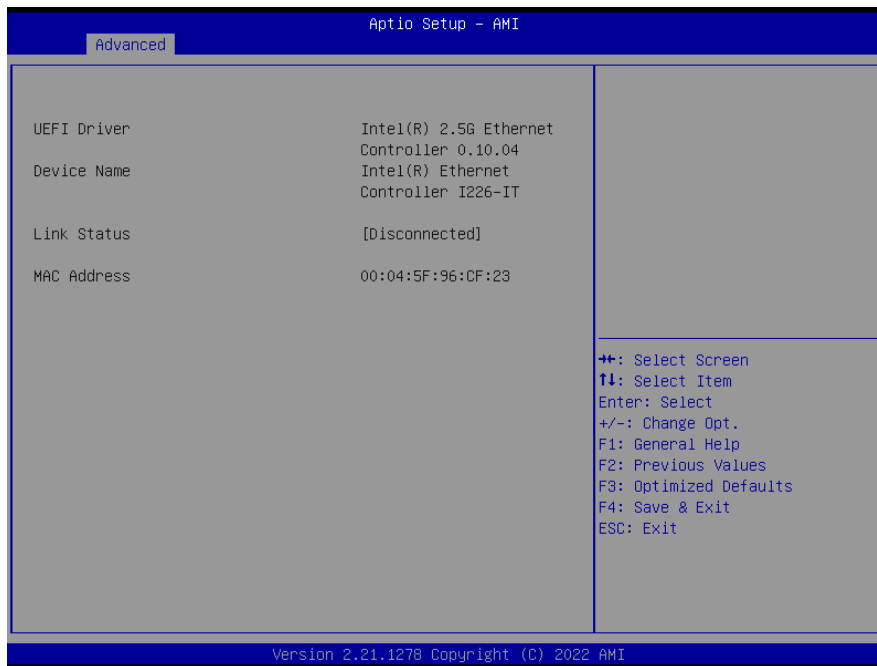 Aptio Setup – AMI
Advanced
UEFI Driver Intel(R) 2.5G Ethernet
Controller 0.10.04
Device Name Intel(R) Ethernet
Controller I226-IT
Link Status [Disconnected]
MAC Address 00:04:5F:96:CF:23
→←: Select Screen
↑↓: Select Item
Enter: Select
+/-: Change Opt.
F1: General Help
F2: Previous Values
F3: Optimized Defaults
F4: Save & Exit
ESC: Exit
Version 2.21.1278 Copyright (C) 2022 AMI